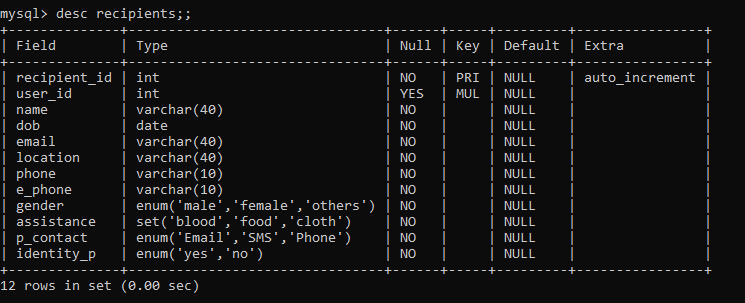 mysql> desc recipients;;
+--------------+--------------------------------+------+-----+---------+----------------+
| Field        | Type                           | Null | Key | Default | Extra          |
+--------------+--------------------------------+------+-----+---------+----------------+
| recipient_id | int                            | NO   | PRI | NULL    | auto_increment |
| user_id      | int                            | YES  | MUL | NULL    |                |
| name         | varchar(40)                    | NO   |     | NULL    |                |
| dob          | date                           | NO   |     | NULL    |                |
| email        | varchar(40)                    | NO   |     | NULL    |                |
| location     | varchar(40)                    | NO   |     | NULL    |                |
| phone        | varchar(10)                    | NO   |     | NULL    |                |
| e_phone      | varchar(10)                    | NO   |     | NULL    |                |
| gender       | enum('male','female','others') | NO   |     | NULL    |                |
| assistance   | set('blood','food','cloth')    | NO   |     | NULL    |                |
| p_contact    | enum('Email','SMS','Phone')    | NO   |     | NULL    |                |
| identity_p   | enum('yes','no')               | NO   |     | NULL    |                |
+--------------+--------------------------------+------+-----+---------+----------------+
12 rows in set (0.00 sec)